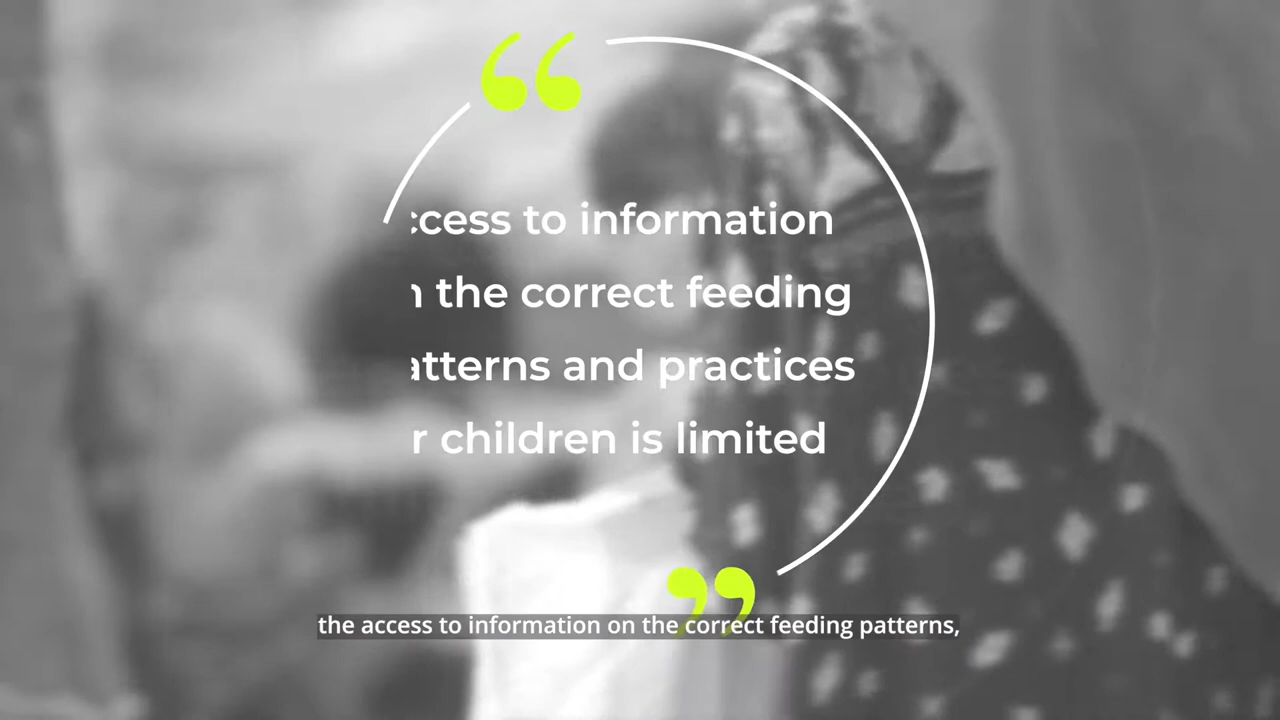 “
ccess to information
n the correct feeding
atterns and practices
r children is limited
”
the access to information on the correct feeding patterns,